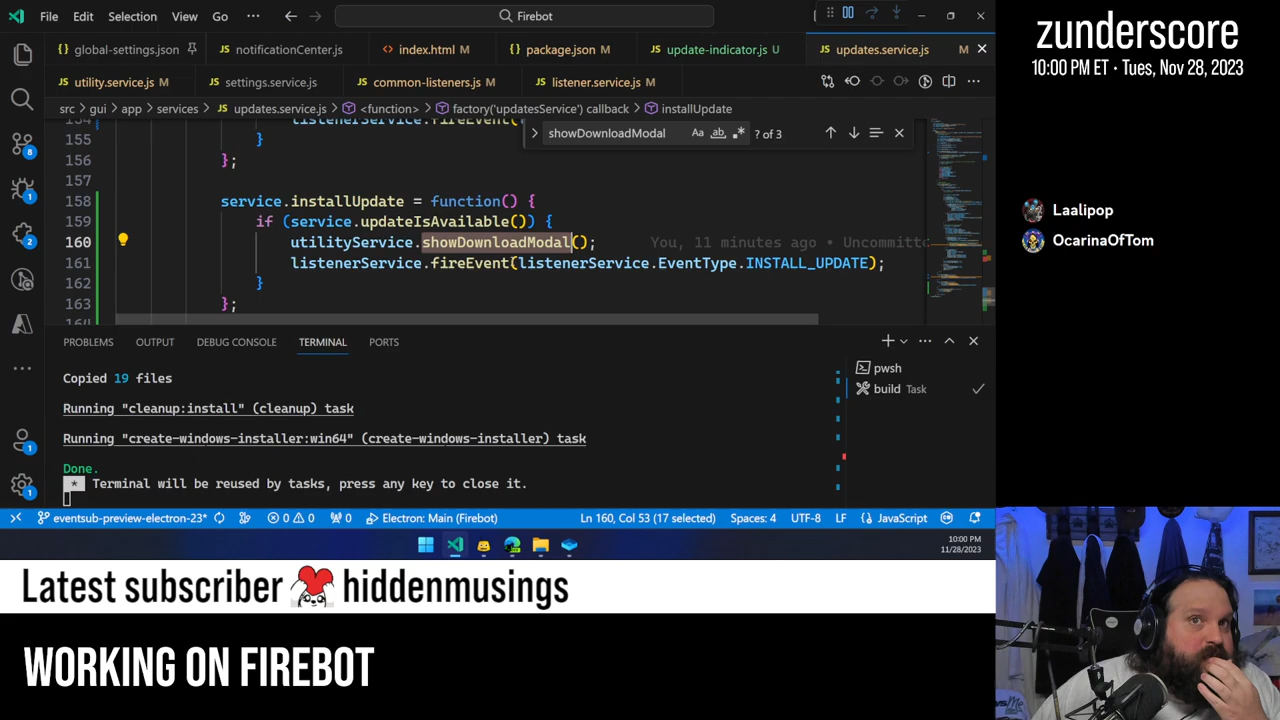 File Edit Selection View Go ··· Firebot
zunderscore
10:00 PM ET · Tues, Nov 28, 2023
global-settings.json notificationCenter.js index.html M package.json M update-indicator.js U updates.service.js M
utility.service.js M settings.service.js common-listeners.js M listener.service.js M
src > gui > app > services > updates.service.js > <function> > factory('updatesService') callback > installUpdate
showDownloadModal Aa ab ? of 3
155 }
156 };
157
158 service.installUpdate = function() {
159 if (service.updateIsAvailable()) {
160 utilityService.showDownloadModal(); You, 11 minutes ago • Uncommitte
161 listenerService.fireEvent(listenerService.EventType.INSTALL_UPDATE);
162 }
163 };
Laalipop
OcarinaOfTom
PROBLEMS OUTPUT DEBUG CONSOLE TERMINAL PORTS
Copied 19 files
Running "cleanup:install" (cleanup) task
Running "create-windows-installer:win64" (create-windows-installer) task
Done.
* Terminal will be reused by tasks, press any key to close it.
pwsh
build Task
8
1
2
1
1
eventsub-preview-electron-23* 0 0 0 Electron: Main (Firebot) Ln 160, Col 53 (17 selected) Spaces: 4 UTF-8 LF JavaScript
10:00 PM
11/28/2023
Latest subscriber hiddenmusings
WORKING ON FIREBOT